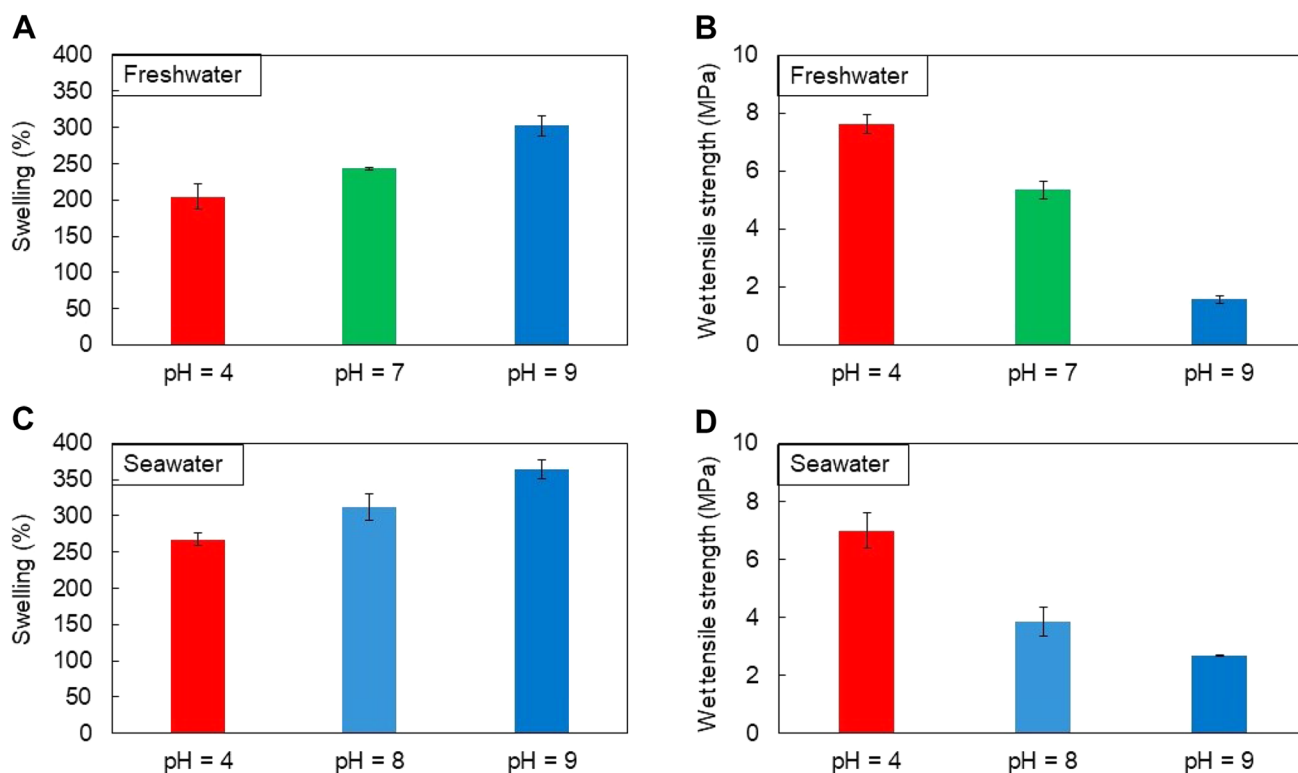 A
Swelling (%)
400
350
300
250
200
150
100
50
0
Freshwater
pH = 4
pH = 7
pH = 9
B
Wettensile strength (MPa)
10
8
6
4
2
0
Freshwater
pH = 4
pH = 7
pH = 9
C
Swelling (%)
400
350
300
250
200
150
100
50
0
Seawater
pH = 4
pH = 8
pH = 9
D
Wettensile strength (MPa)
10
8
6
4
2
0
Seawater
pH = 4
pH = 8
pH = 9